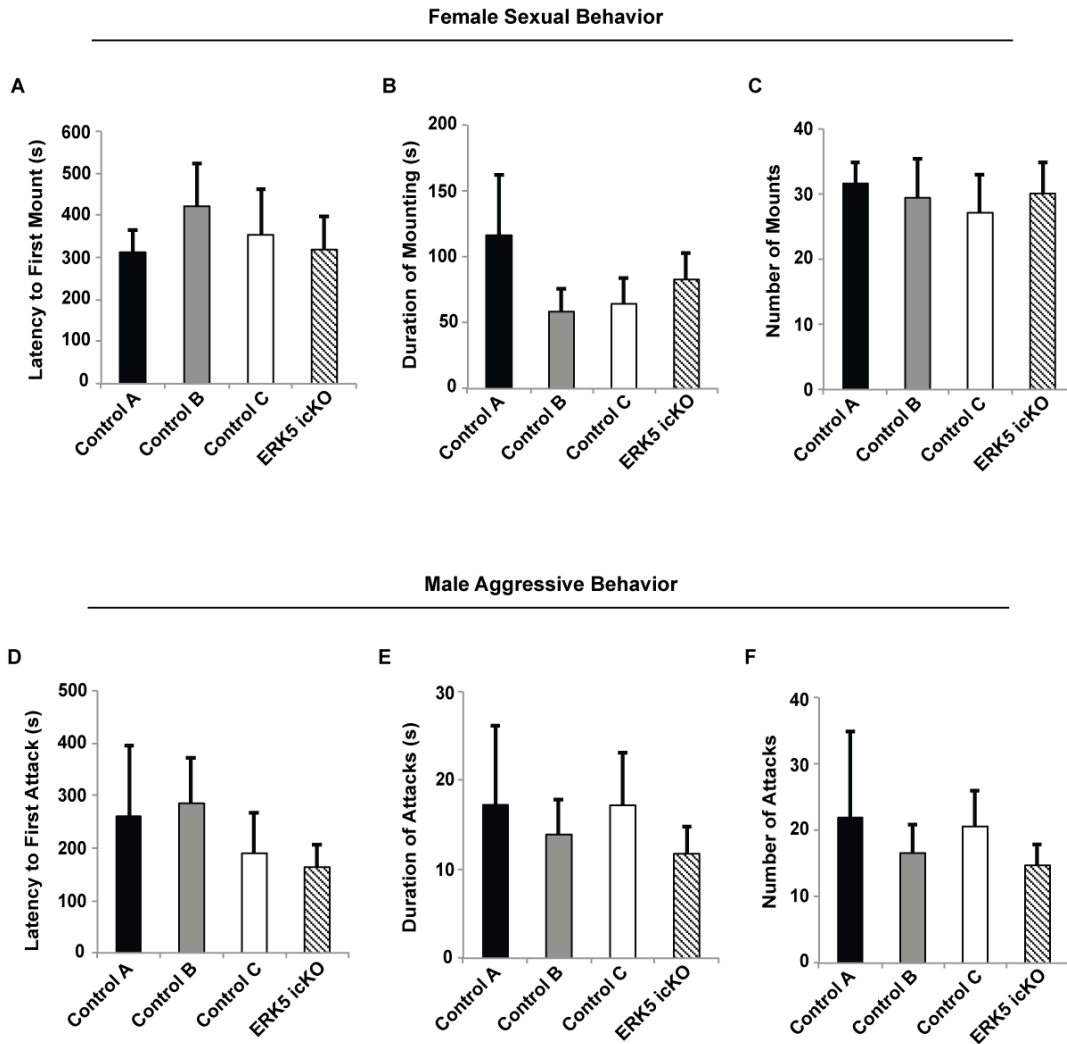 Female Sexual Behavior
A
Latency to First Mount (s)
600
500
400
300
200
100
0
Control A
Control B
Control C
ERK5 icKO
B
Duration of Mounting (s)
200
150
100
50
0
Control A
Control B
Control C
ERK5 icKO
C
Number of Mounts
40
30
20
10
0
Control A
Control B
Control C
ERK5 icKO
Male Aggressive Behavior
D
Latency to First Attack (s)
500
400
300
200
100
0
Control A
Control B
Control C
ERK5 icKO
E
Duration of Attacks (s)
30
20
10
0
Control A
Control B
Control C
ERK5 icKO
F
Number of Attacks
40
30
20
10
0
Control A
Control B
Control C
ERK5 icKO